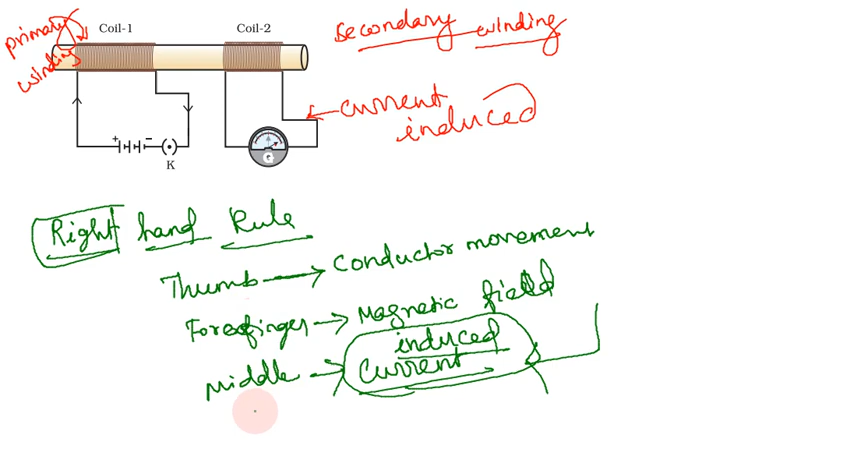 primary
winding
Coil-1
Coil-2
secondary winding
current
induced
+
−
K
G
Right hand Rule
Thumb → conductor movement
Forefinger → Magnetic field
Middle → induced
current